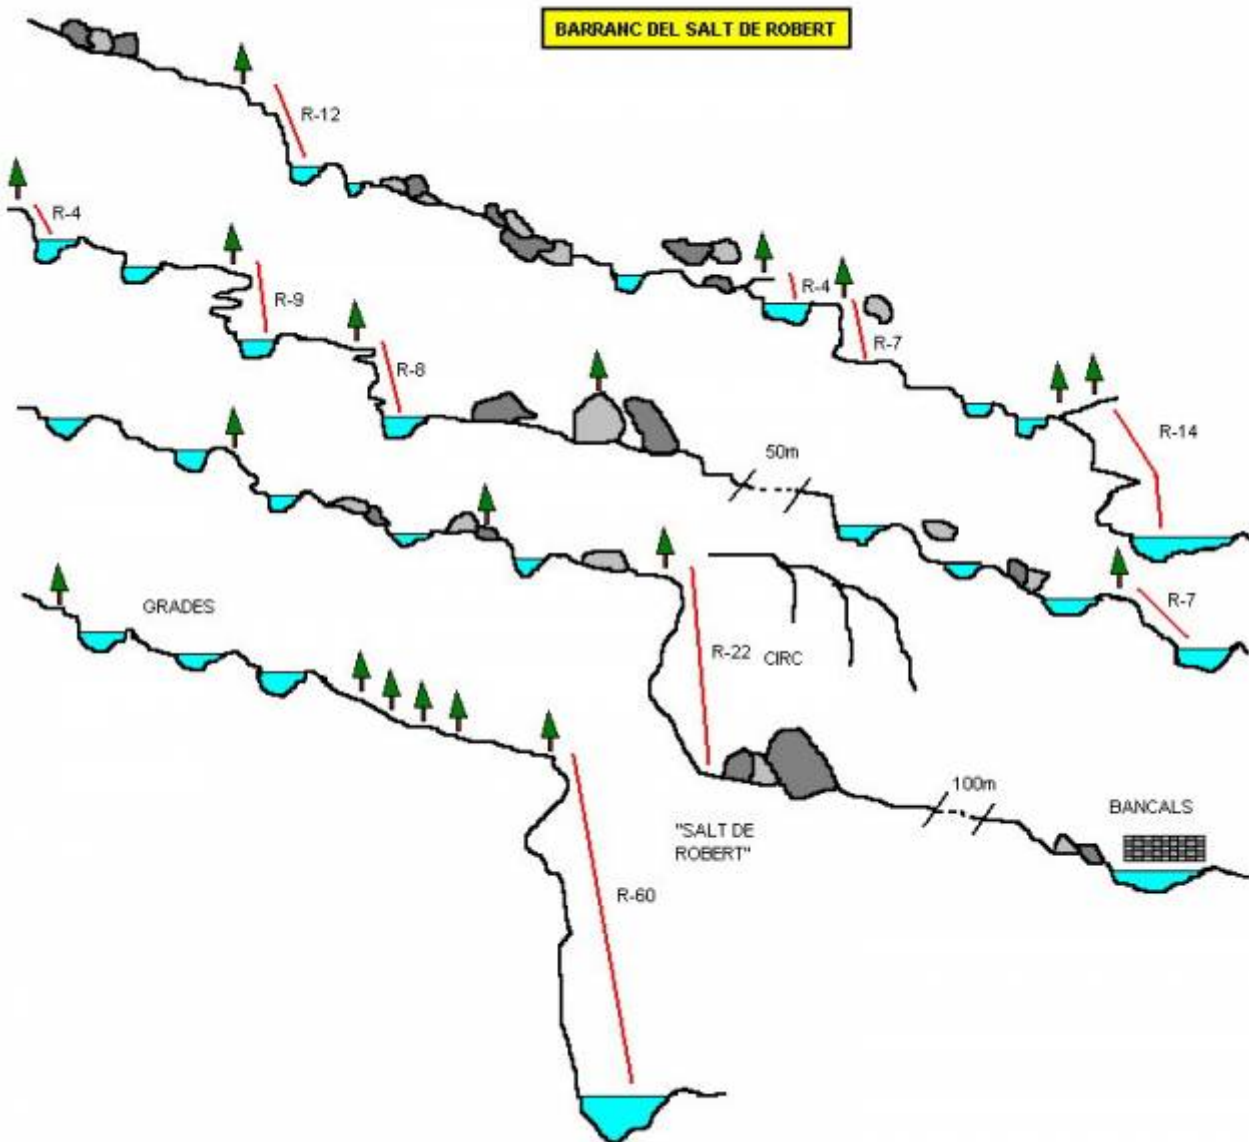 BARRANC DEL SALT DE ROBERT
R-12
R-4
R-7
R-14
R-4
R-9
R-8
50m
R-7
R-22
CIRC
100m
BANCALS
GRADES
"SALT DE
ROBERT"
R-60